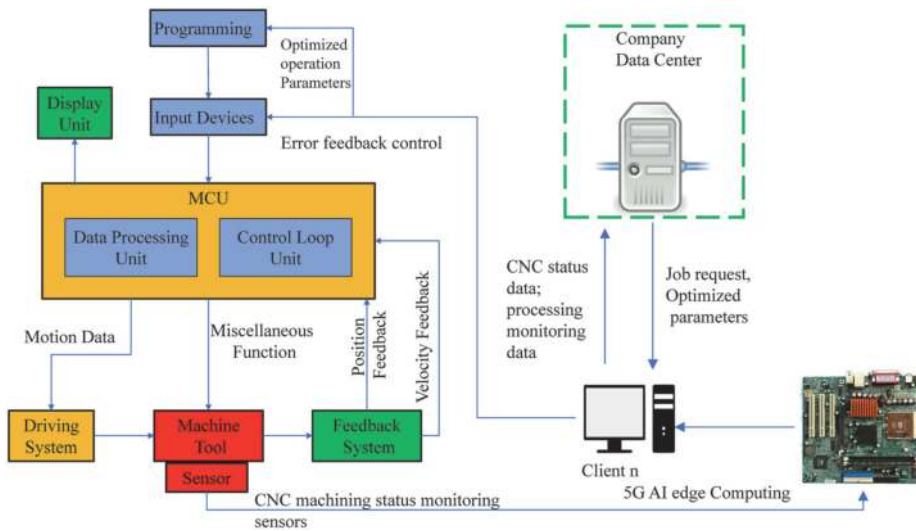 Programming
Optimized
operation
Parameters
Company
Data Center
Display
Unit
Input Devices
Error feedback control
MCU
Data Processing
Unit
Control Loop
Unit
CNC status
data;
processing
monitoring
data
Job request,
Optimized
parameters
Motion Data
Miscellaneous
Function
Position
Feedback
Velocity Feedback
Driving
System
Machine
Tool
Feedback
System
Sensor
Client n
5G AI edge Computing
CNC machining status monitoring
sensors